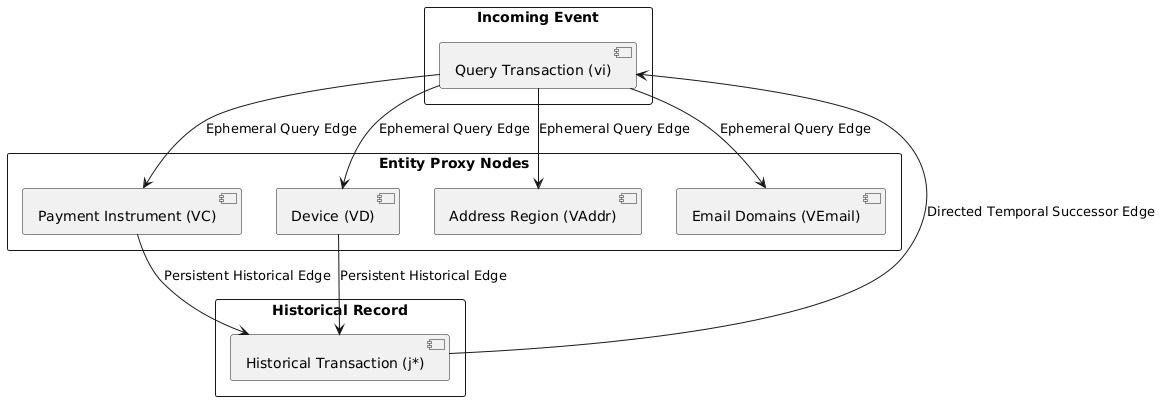 Incoming Event
Query Transaction (vi)
Ephemeral Query Edge
Ephemeral Query Edge
Ephemeral Query Edge
Ephemeral Query Edge
Entity Proxy Nodes
Payment Instrument (VC)
Device (VD)
Address Region (VAddr)
Email Domains (VEmail)
Directed Temporal Successor Edge
Persistent Historical Edge
Persistent Historical Edge
Historical Record
Historical Transaction (j*)